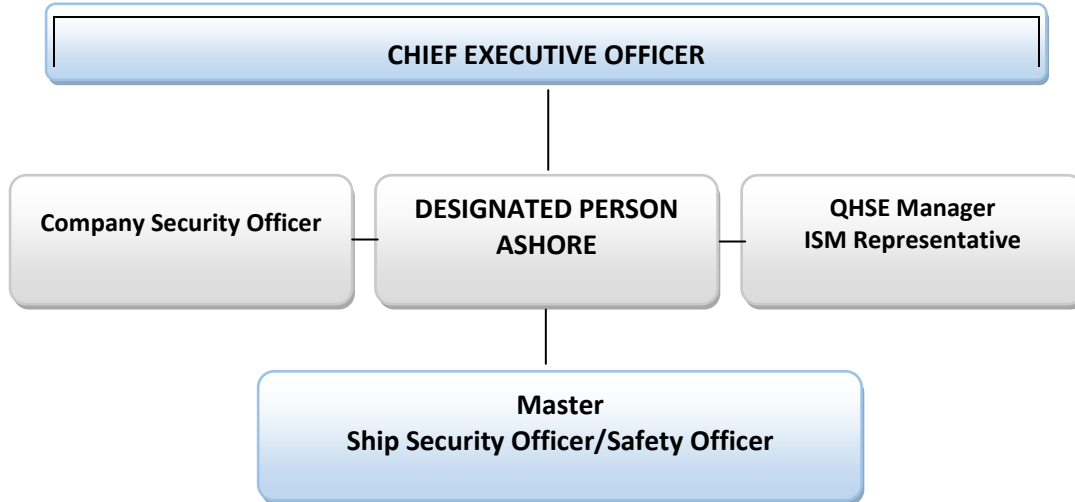 CHIEF EXECUTIVE OFFICER
Company Security Officer
DESIGNATED PERSON
ASHORE
QHSE Manager
ISM Representative
Master
Ship Security Officer/Safety Officer